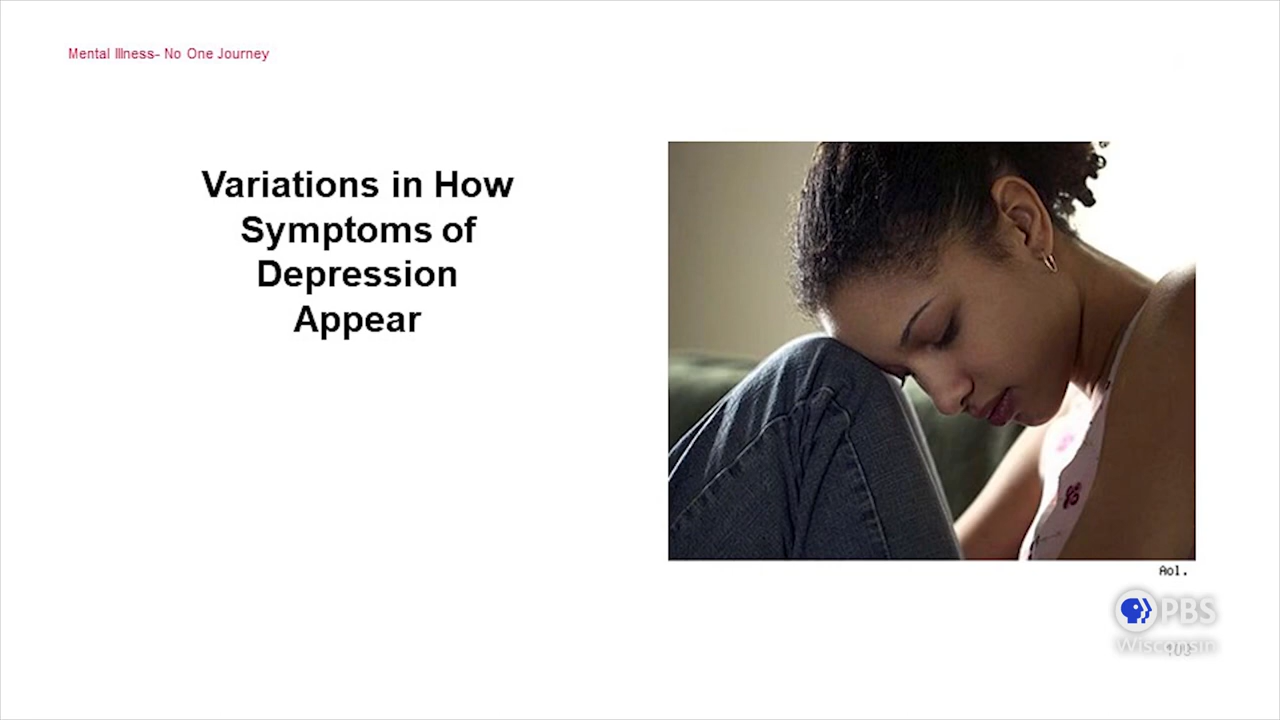 Mental Illness- No One Journey
Variations in How
Symptoms of
Depression
Appear
Aol.
PBS
Wisconsin